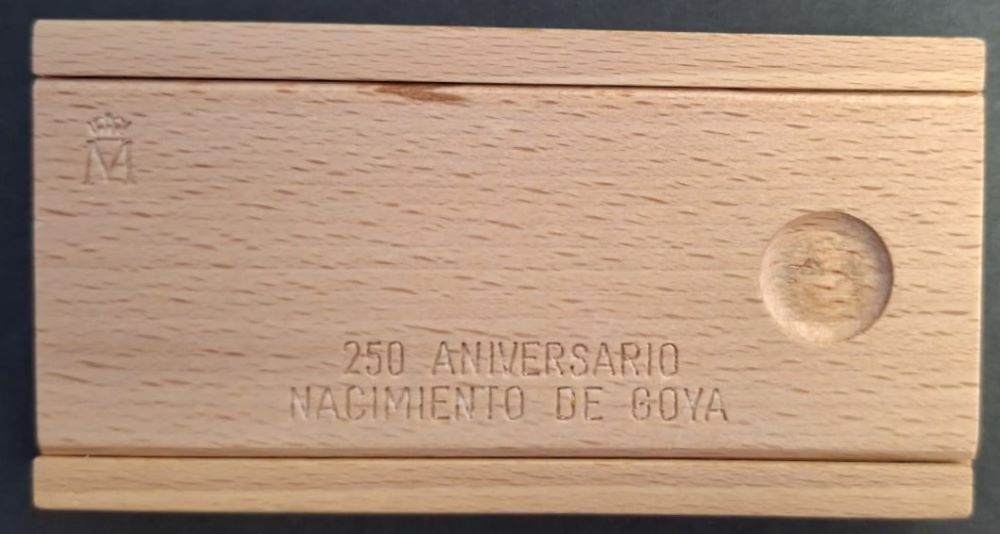 M
250 ANIVERSARIO
NACIMIENTO DE GOYA